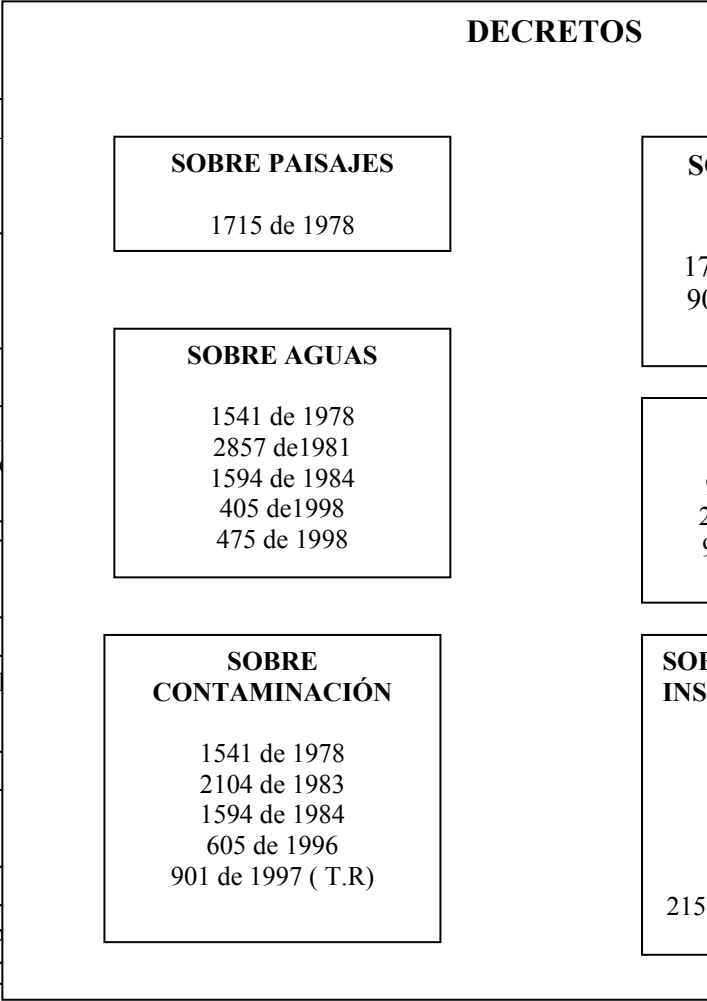 DECRETOS
SOBRE PAISAJES
1715 de 1978
SOBRE AGUAS
1541 de 1978
2857 de1981
1594 de 1984
405 de1998
475 de 1998
SOBRE
CONTAMINACIÓN
1541 de 1978
2104 de 1983
1594 de 1984
605 de 1996
901 de 1997 ( T.R)